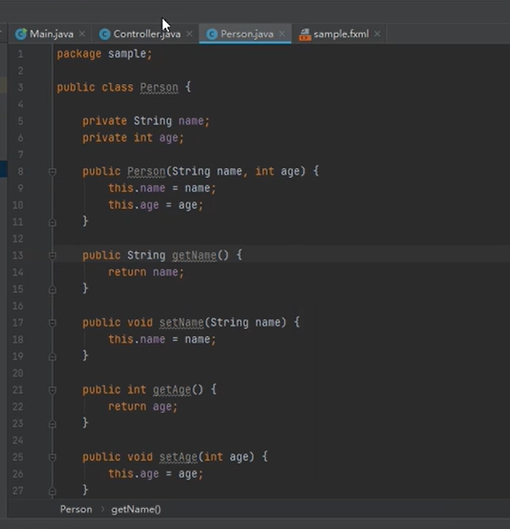 Main.java Controller.java Person.java sample.fxml
1 package sample;
2
3 public class Person {
4
5 private String name;
6 private int age;
7
8 public Person(String name, int age) {
9 this.name = name;
10 this.age = age;
11 }
12
13 public String getName() {
14 return name;
15 }
16
17 public void setName(String name) {
18 this.name = name;
19 }
20
21 public int getAge() {
22 return age;
23 }
24
25 public void setAge(int age) {
26 this.age = age;
27 }
Person › getName()